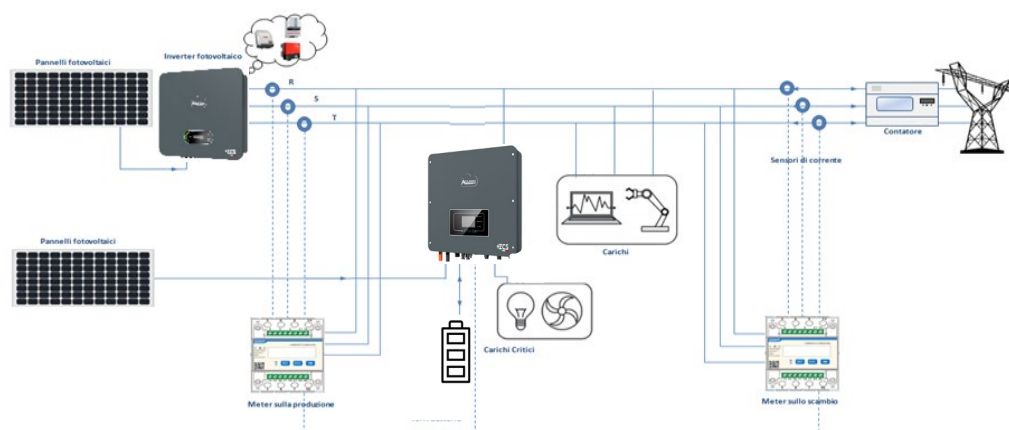 Inverter fotovoltaico
Pannelli fotovoltaici
R
S
T
Contatore
Sensori di corrente
Pannelli fotovoltaici
Carichi
Carichi Critici
Meter sulla produzione
Meter sullo scambio